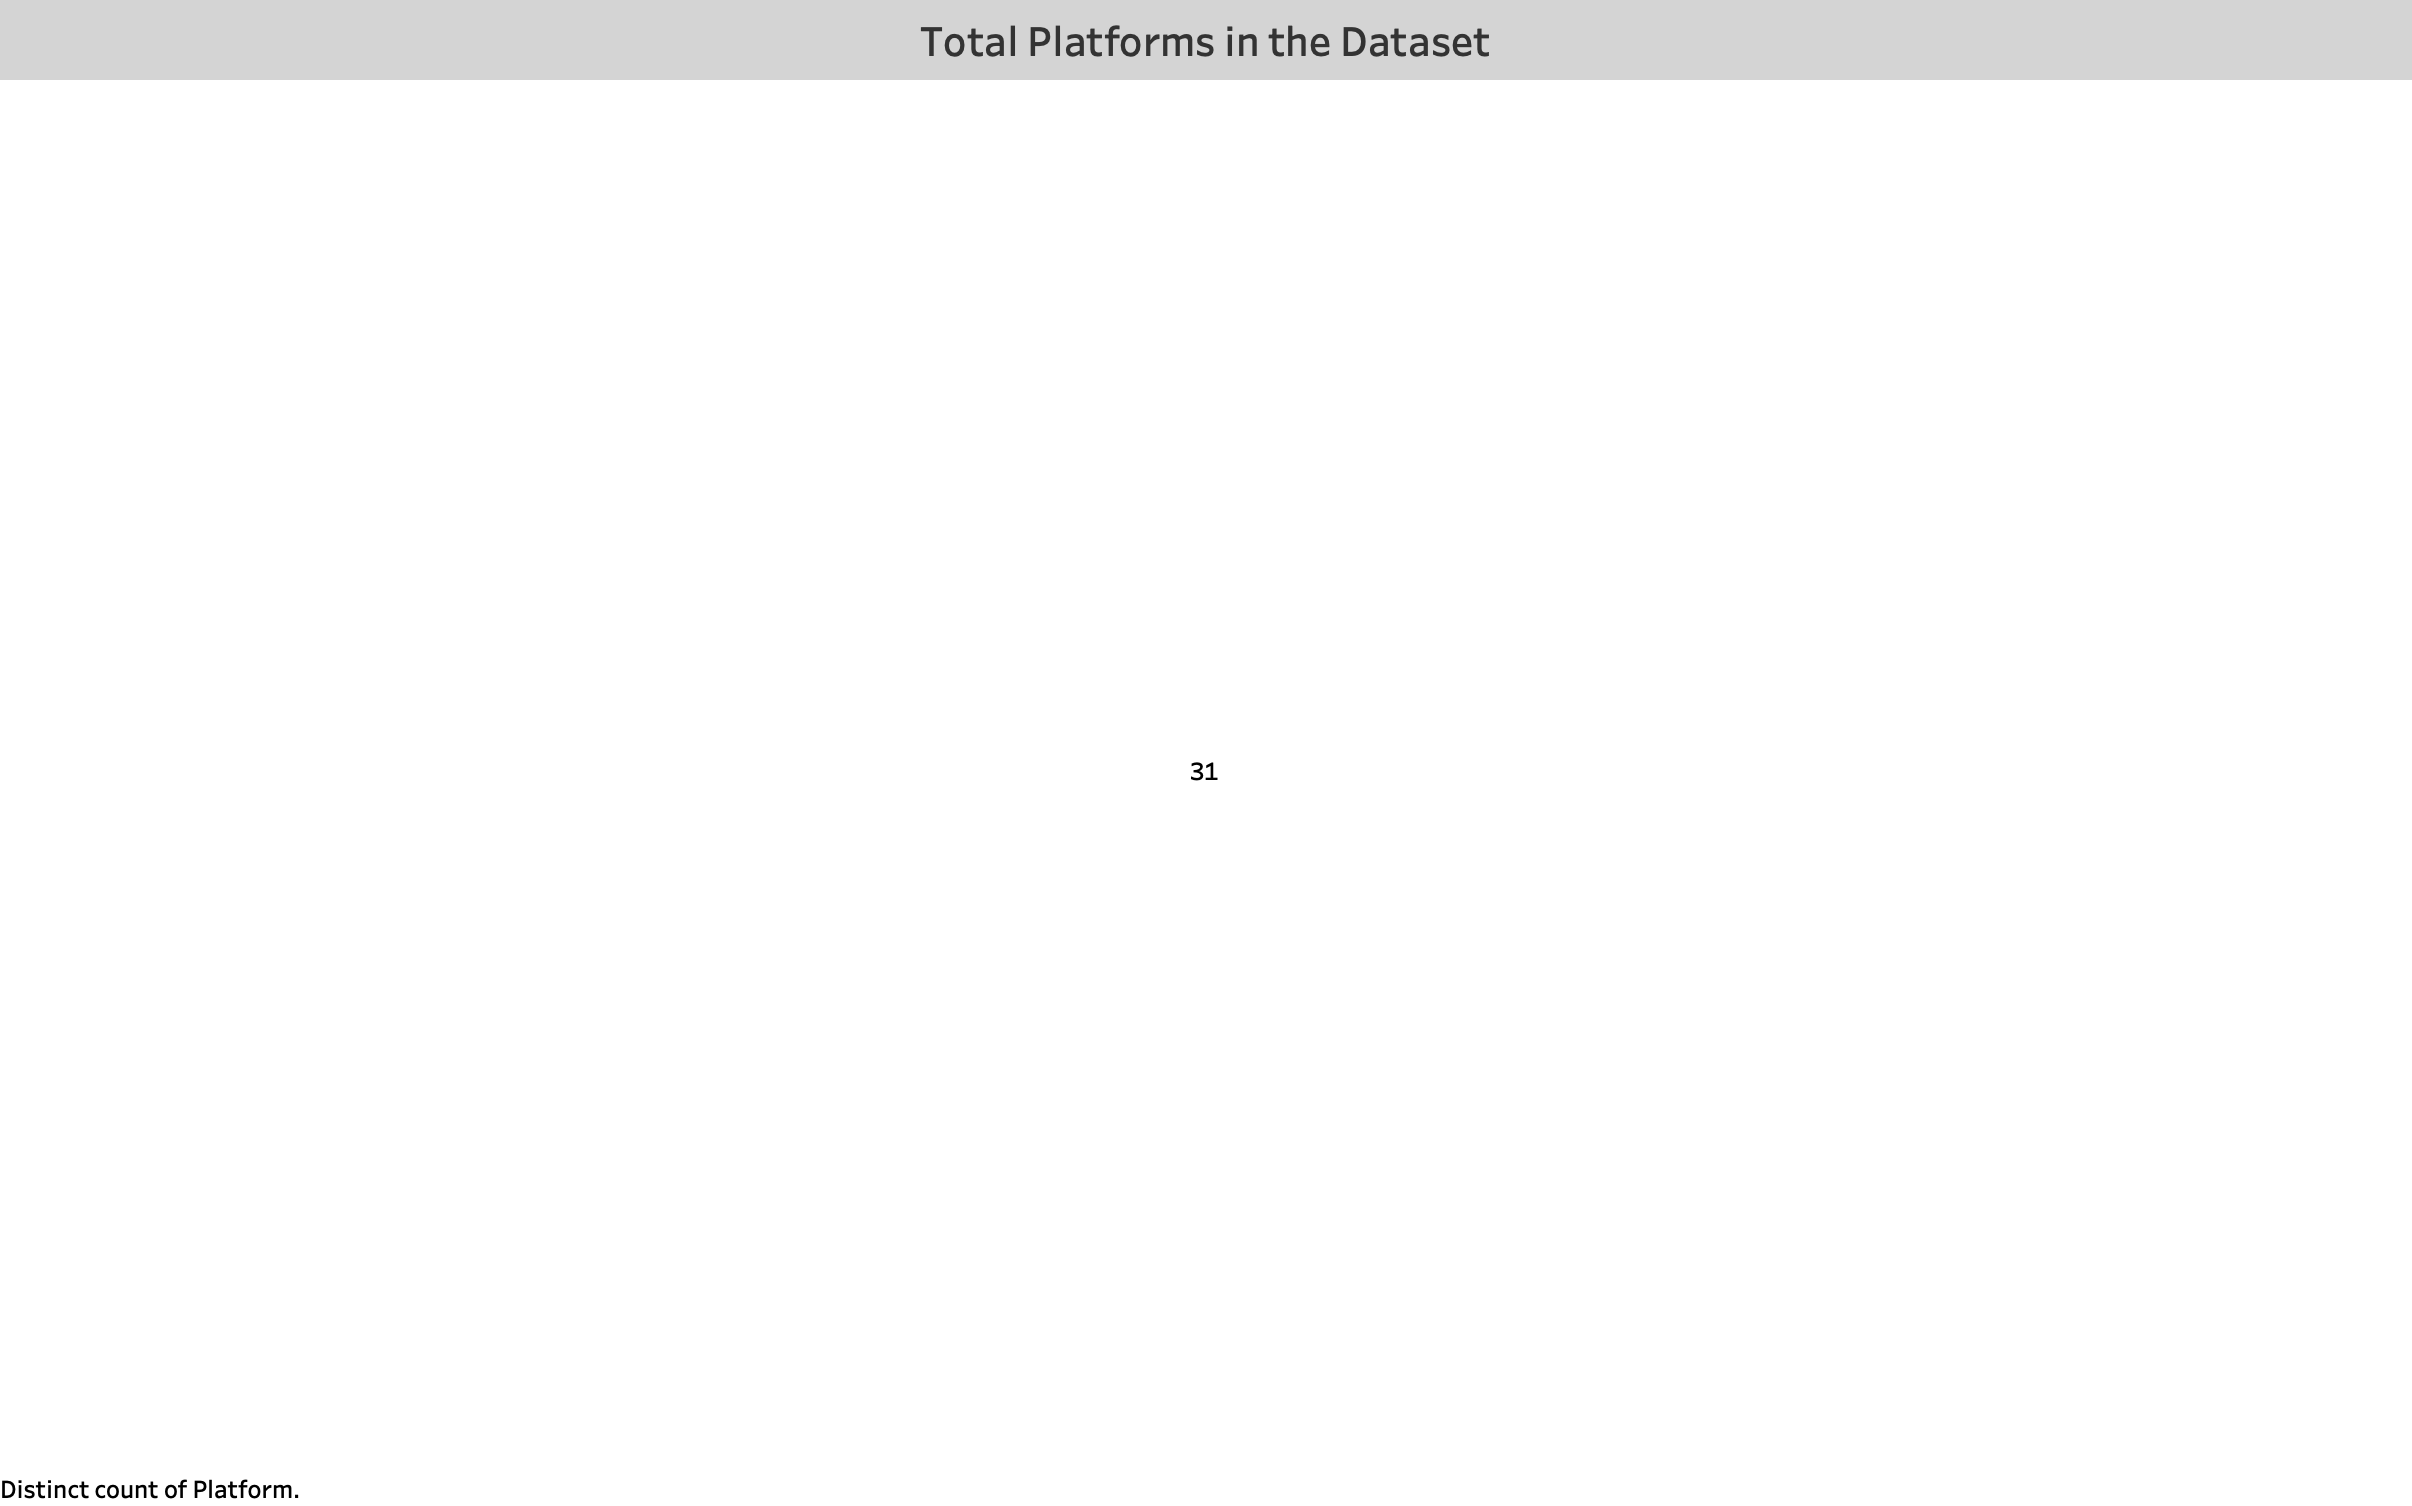 Total Platforms in the Dataset
31
Distinct count of Platform.